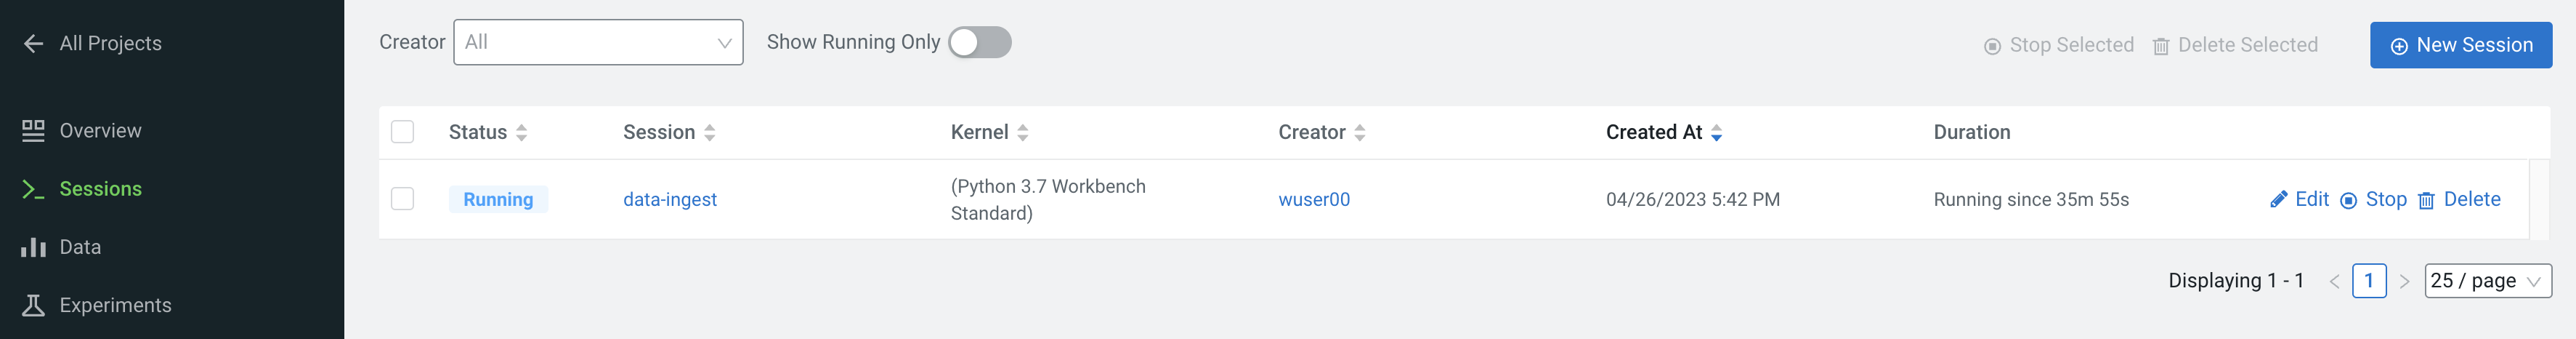 All Projects
Overview
Sessions
Data
Experiments
Creator All Show Running Only Stop Selected Delete Selected New Session
Status Session Kernel Creator Created At Duration
Running data-ingest (Python 3.7 Workbench Standard) wuser00 04/26/2023 5:42 PM Running since 35m 55s Edit Stop Delete
Displaying 1 - 1 < 1 > 25 / page